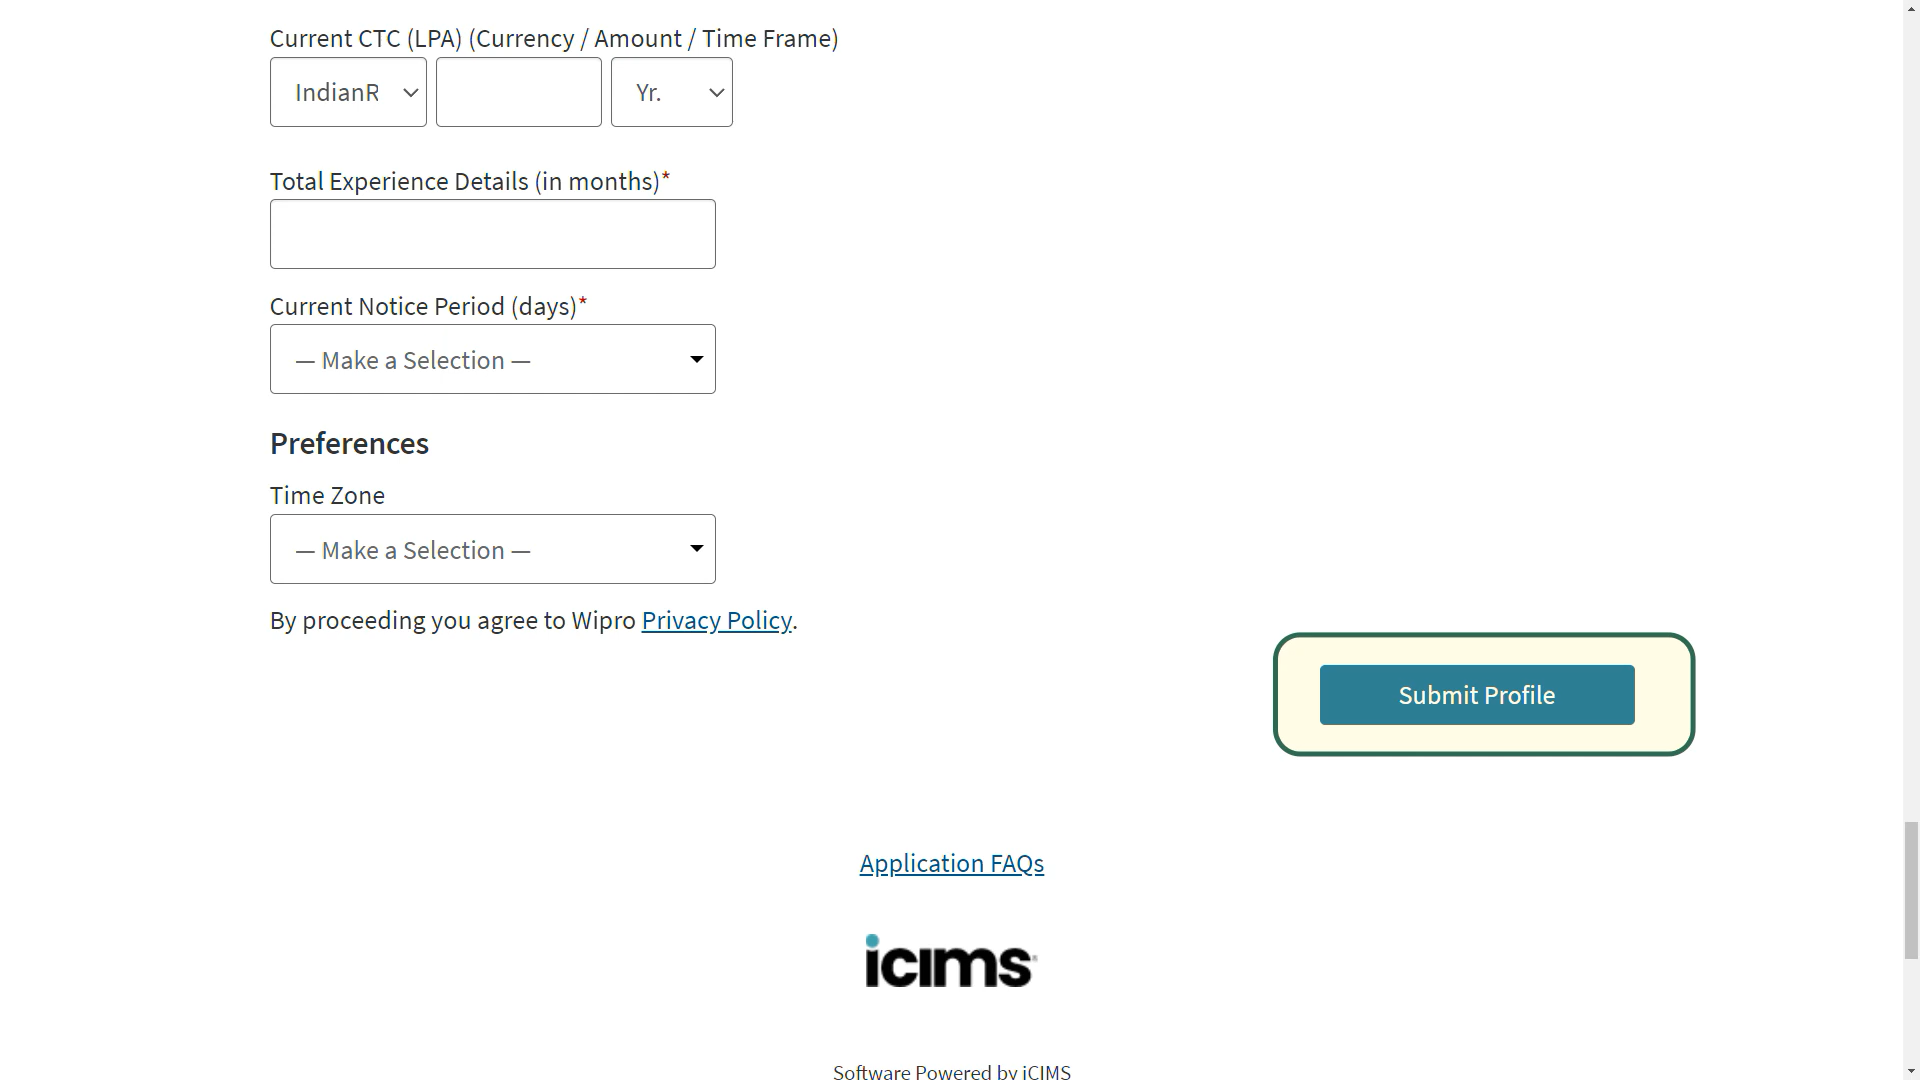 Current CTC (LPA) (Currency / Amount / Time Frame)
IndianR Yr.
Total Experience Details (in months)*
Current Notice Period (days)*
— Make a Selection —
Preferences
Time Zone
— Make a Selection —
By proceeding you agree to Wipro Privacy Policy.
Submit Profile
Application FAQs
icims
Software Powered by iCIMS